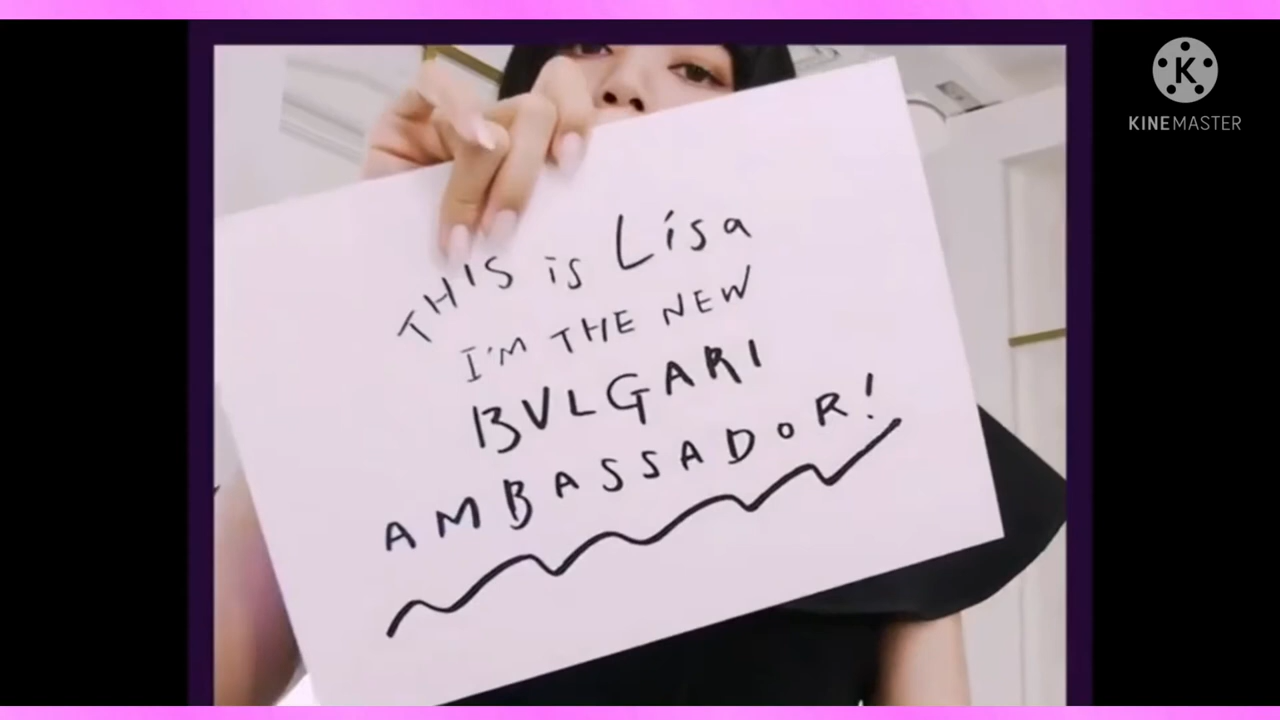 THIS is Lisa
I'M THE NEW
BVLGARI
AMBASSADOR!
K
KINEMASTER